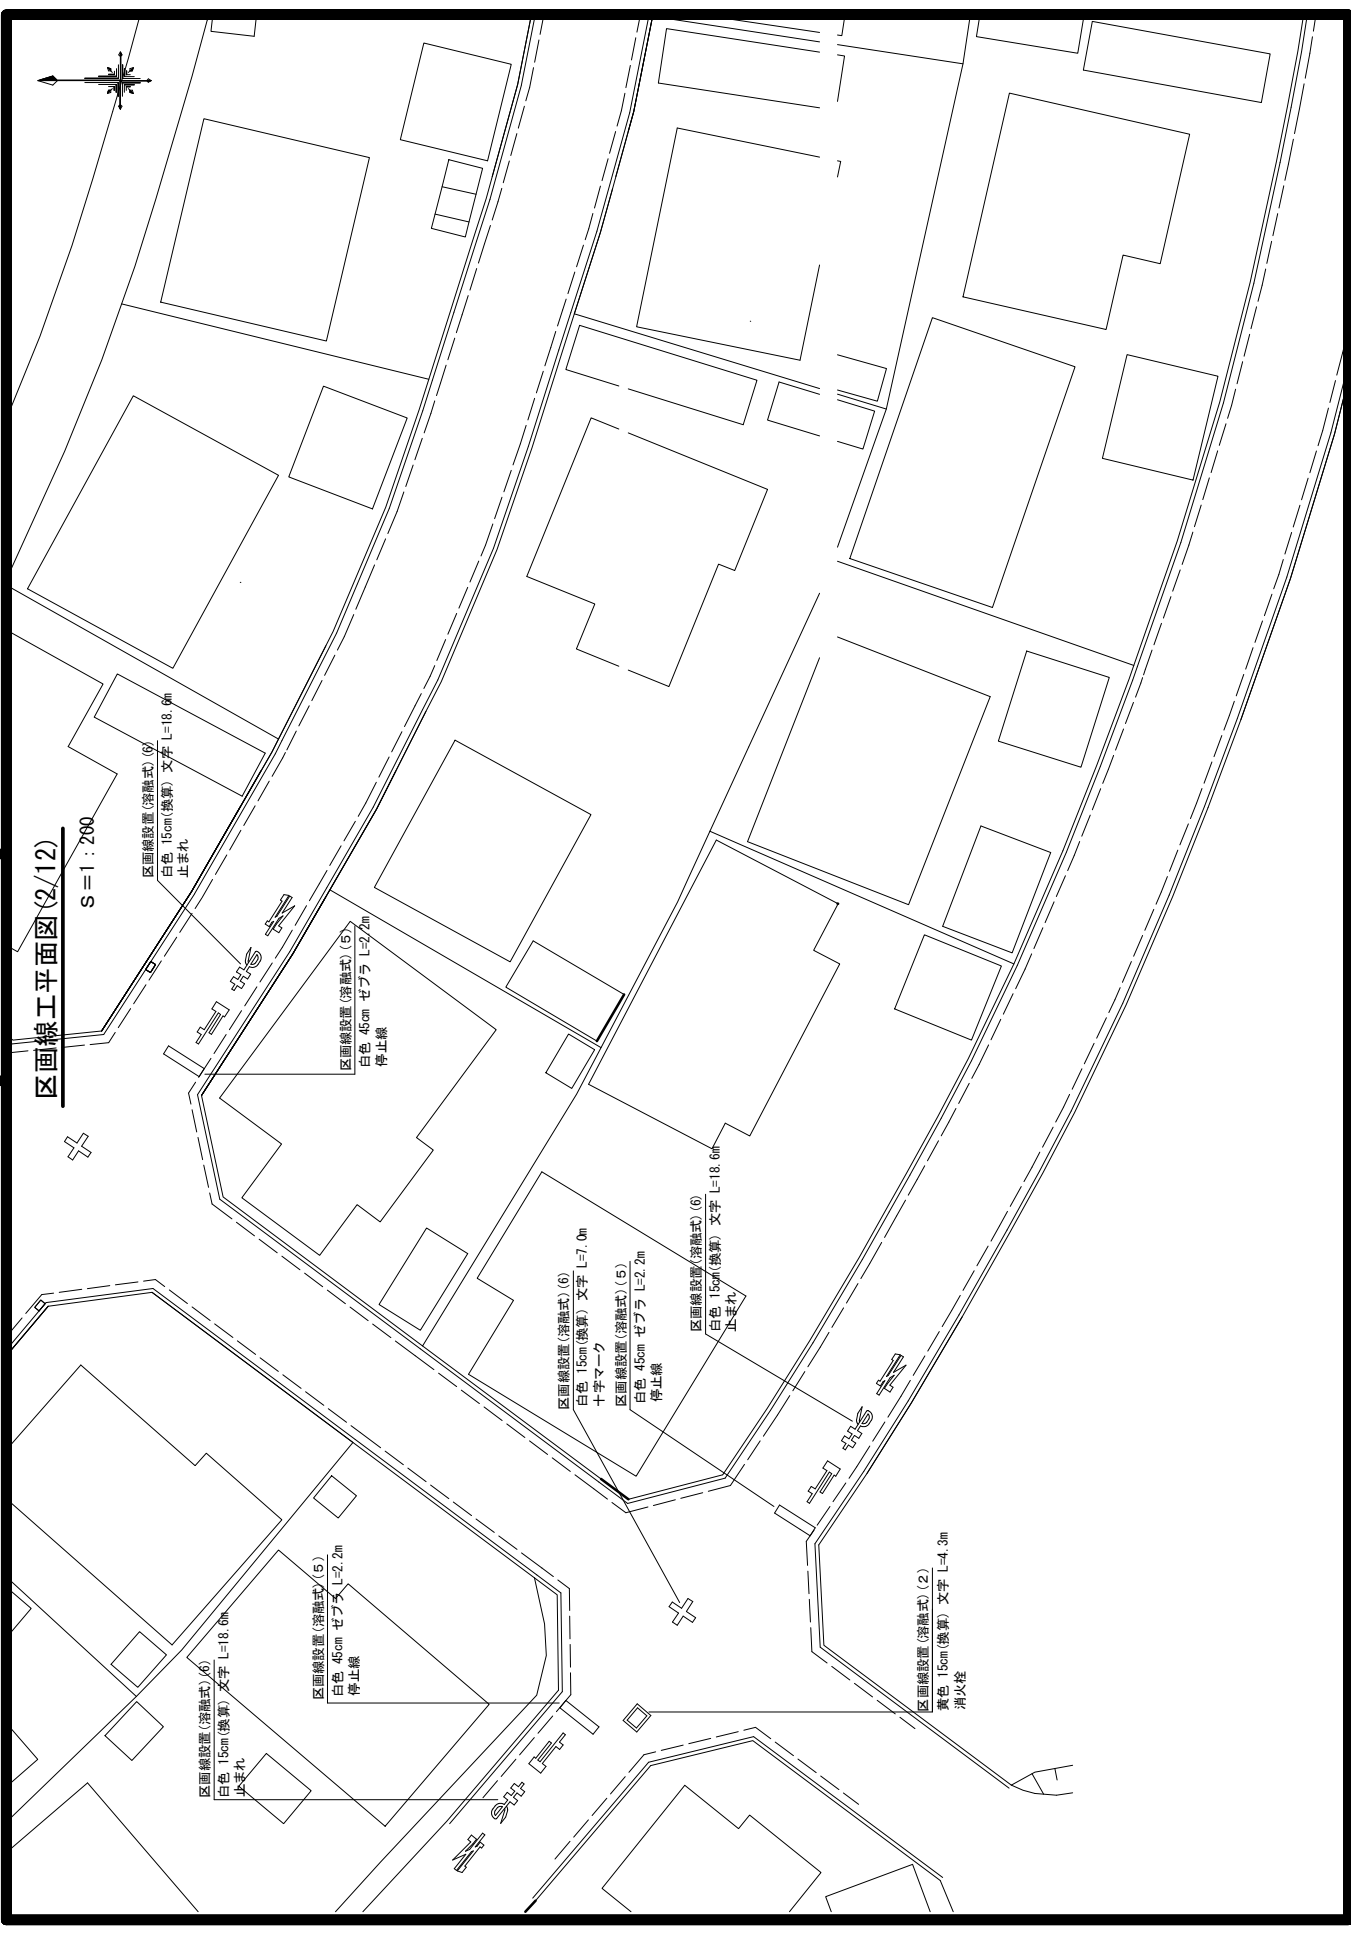 区画線工平面図(2/12)
S=1:200
区画線設置(溶融式)(6)
白色 15cm(換算) 文字 L=18.6m
止まれ
区画線設置(溶融式)(5)
白色 45cm ゼブラ L=2.2m
停止線
区画線設置(溶融式)(6)
白色 15cm(換算) 文字 L=7.0m
十字マーク
区画線設置(溶融式)(5)
白色 45cm ゼブラ L=2.2m
停止線
区画線設置(溶融式)(6)
白色 15cm(換算) 文字 L=18.6m
止まれ
区画線設置(溶融式)(6)
白色 15cm(換算) 文字 L=18.6m
止まれ
区画線設置(溶融式)(5)
白色 45cm ゼブラ L=2.2m
停止線
区画線設置(溶融式)(2)
黄色 15cm(換算) 文字 L=4.3m
消火栓
止まれ
止まれ
止まれ